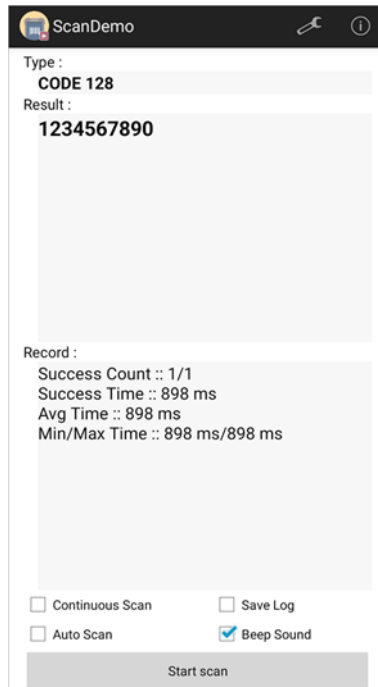 ScanDemo
Type :
CODE 128
Result :
1234567890
Record :
Success Count :: 1/1
Success Time :: 898 ms
Avg Time :: 898 ms
Min/Max Time :: 898 ms/898 ms
Continuous Scan Save Log
Auto Scan Beep Sound
Start scan